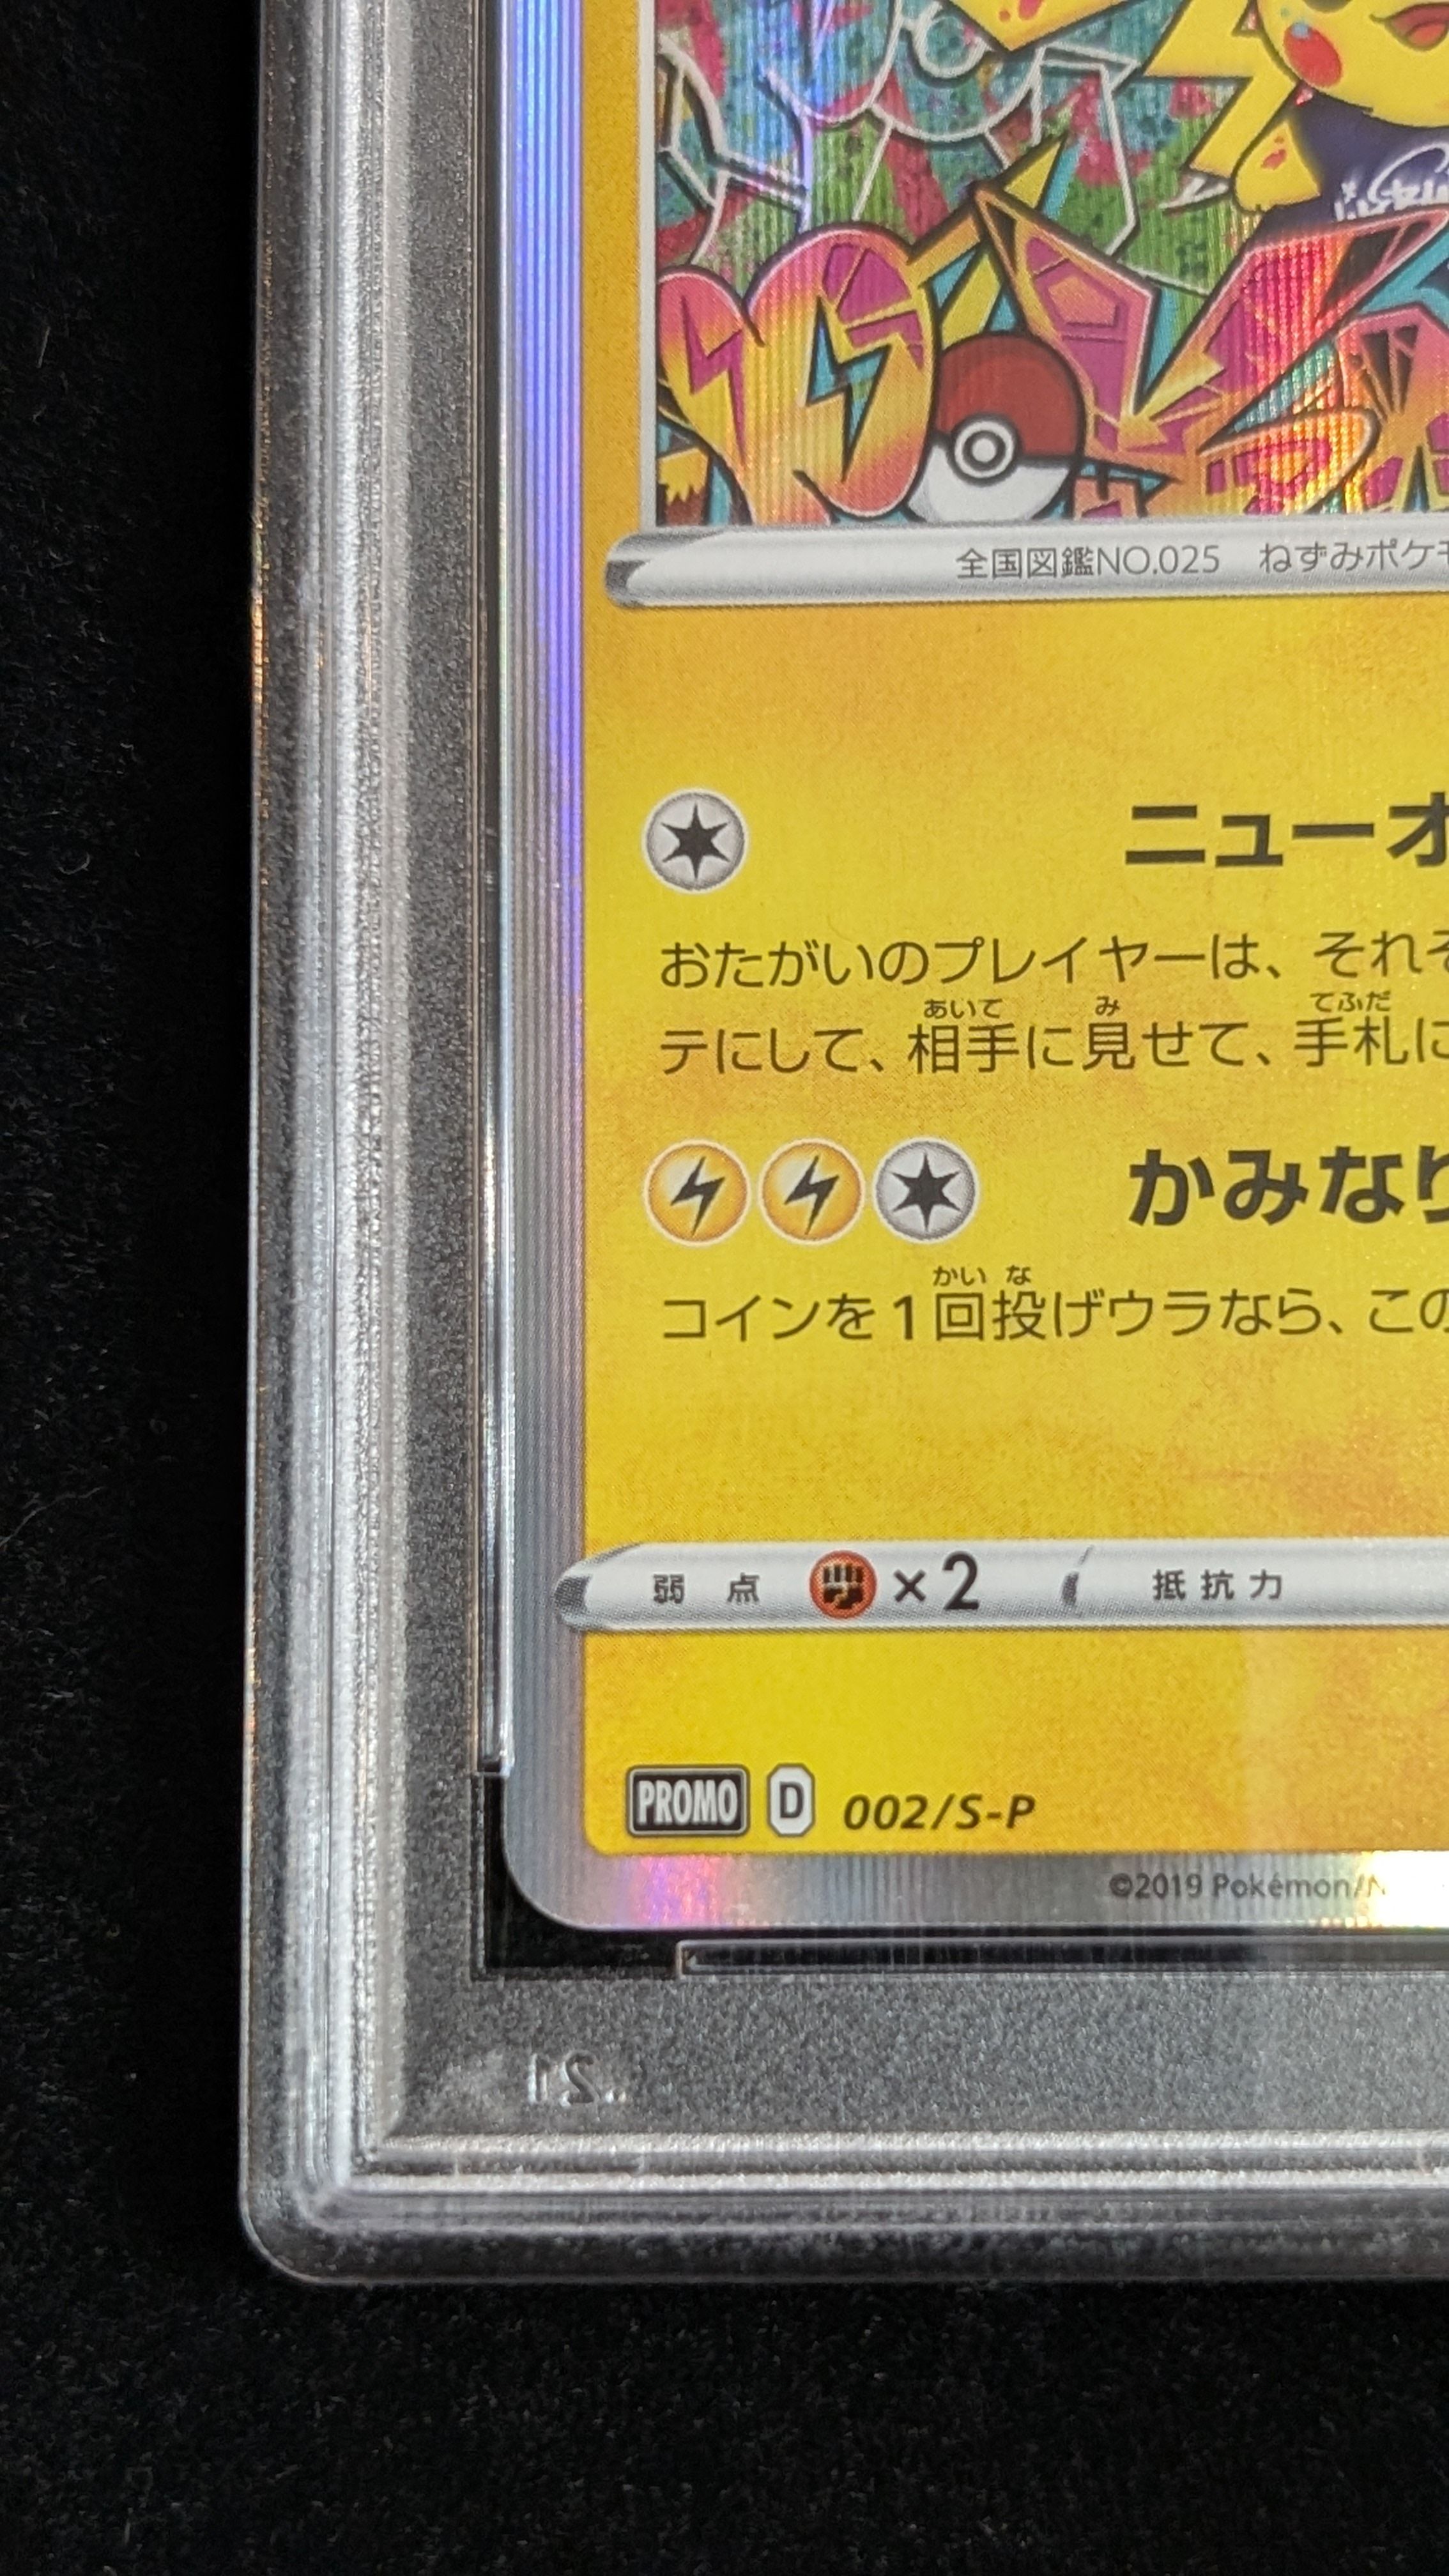 全国図鑑NO.025 ねずみポケモ
ニューオ
おたがいのプレイヤーは、それぞ
あいて み てふだ
テにして、相手に見せて、手札に
かみなり
かい な
コインを1回投げウラなら、この
弱点 ×2 抵抗力
PROMO D 002/S-P
©2019 Pokémon/N